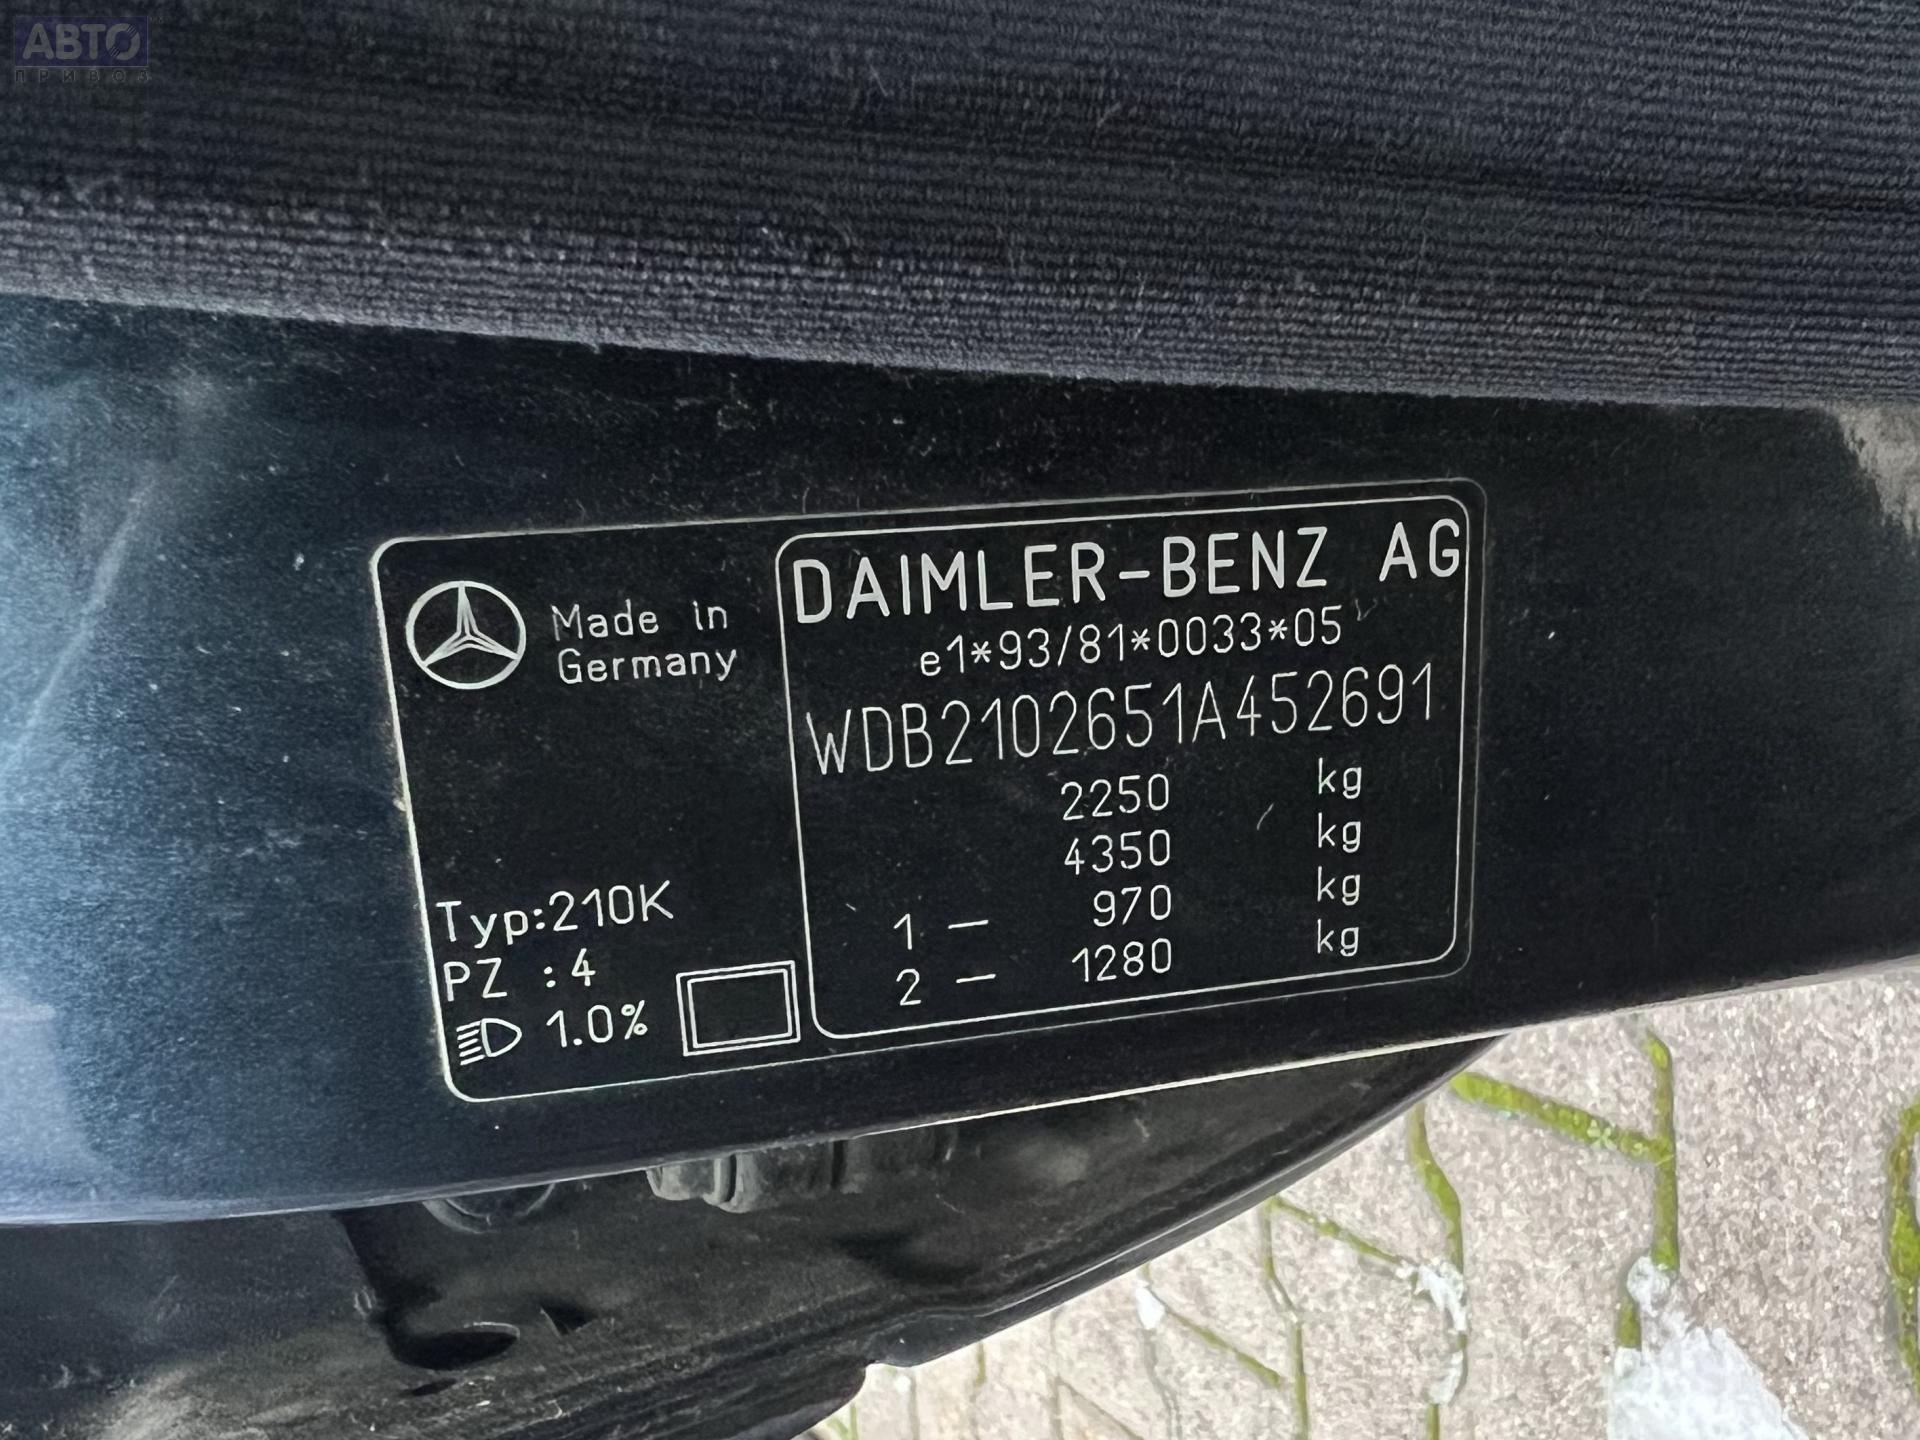 АВТО
ПРИВОЗ
Made in
Germany
Typ:210K
PZ :4
1.0%
DAIMLER-BENZ AG
e1*93/81*0033*05
WDB2102651A452691
2250 kg
4350 kg
1 — 970 kg
2 — 1280 kg